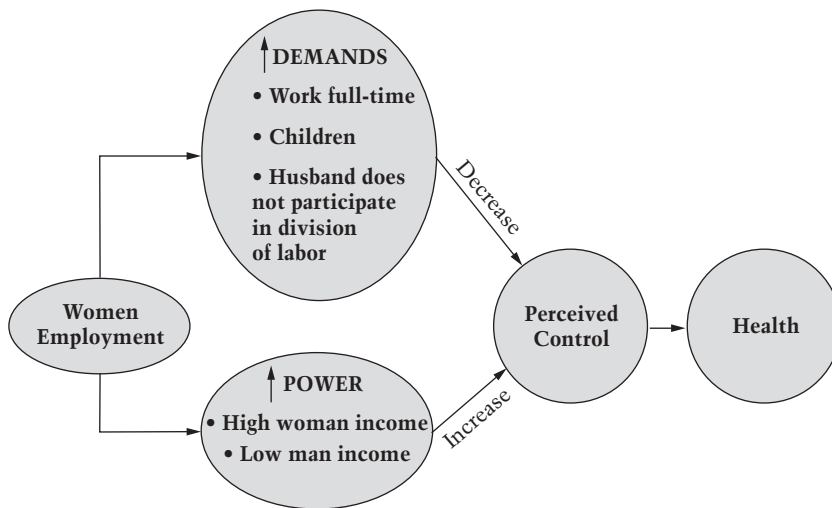 ↑ DEMANDS
• Work full-time
• Children
• Husband does
not participate
in division
of labor
Decrease
Women
Employment
Perceived
Control
Health
↑ POWER
• High woman income
• Low man income
Increase